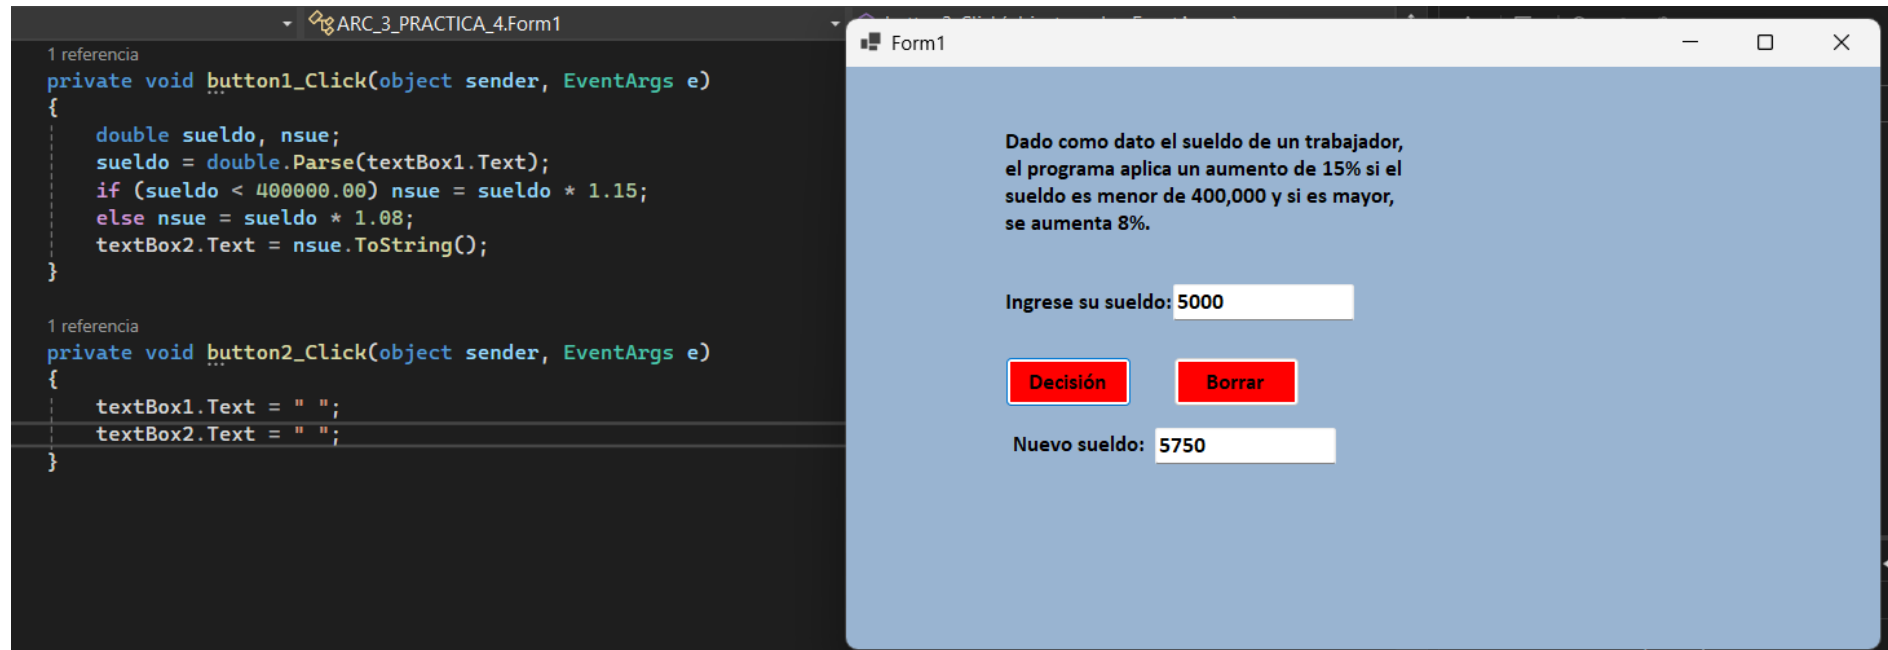 ARC_3_PRACTICA_4.Form1
1 referencia
private void button1_Click(object sender, EventArgs e)
{
double sueldo, nsue;
sueldo = double.Parse(textBox1.Text);
if (sueldo < 400000.00) nsue = sueldo * 1.15;
else nsue = sueldo * 1.08;
textBox2.Text = nsue.ToString();
}
1 referencia
private void button2_Click(object sender, EventArgs e)
{
textBox1.Text = " ";
textBox2.Text = " ";
}
Form1
Dado como dato el sueldo de un trabajador,
el programa aplica un aumento de 15% si el
sueldo es menor de 400,000 y si es mayor,
se aumenta 8%.
Ingrese su sueldo: 5000
Decisión Borrar
Nuevo sueldo: 5750